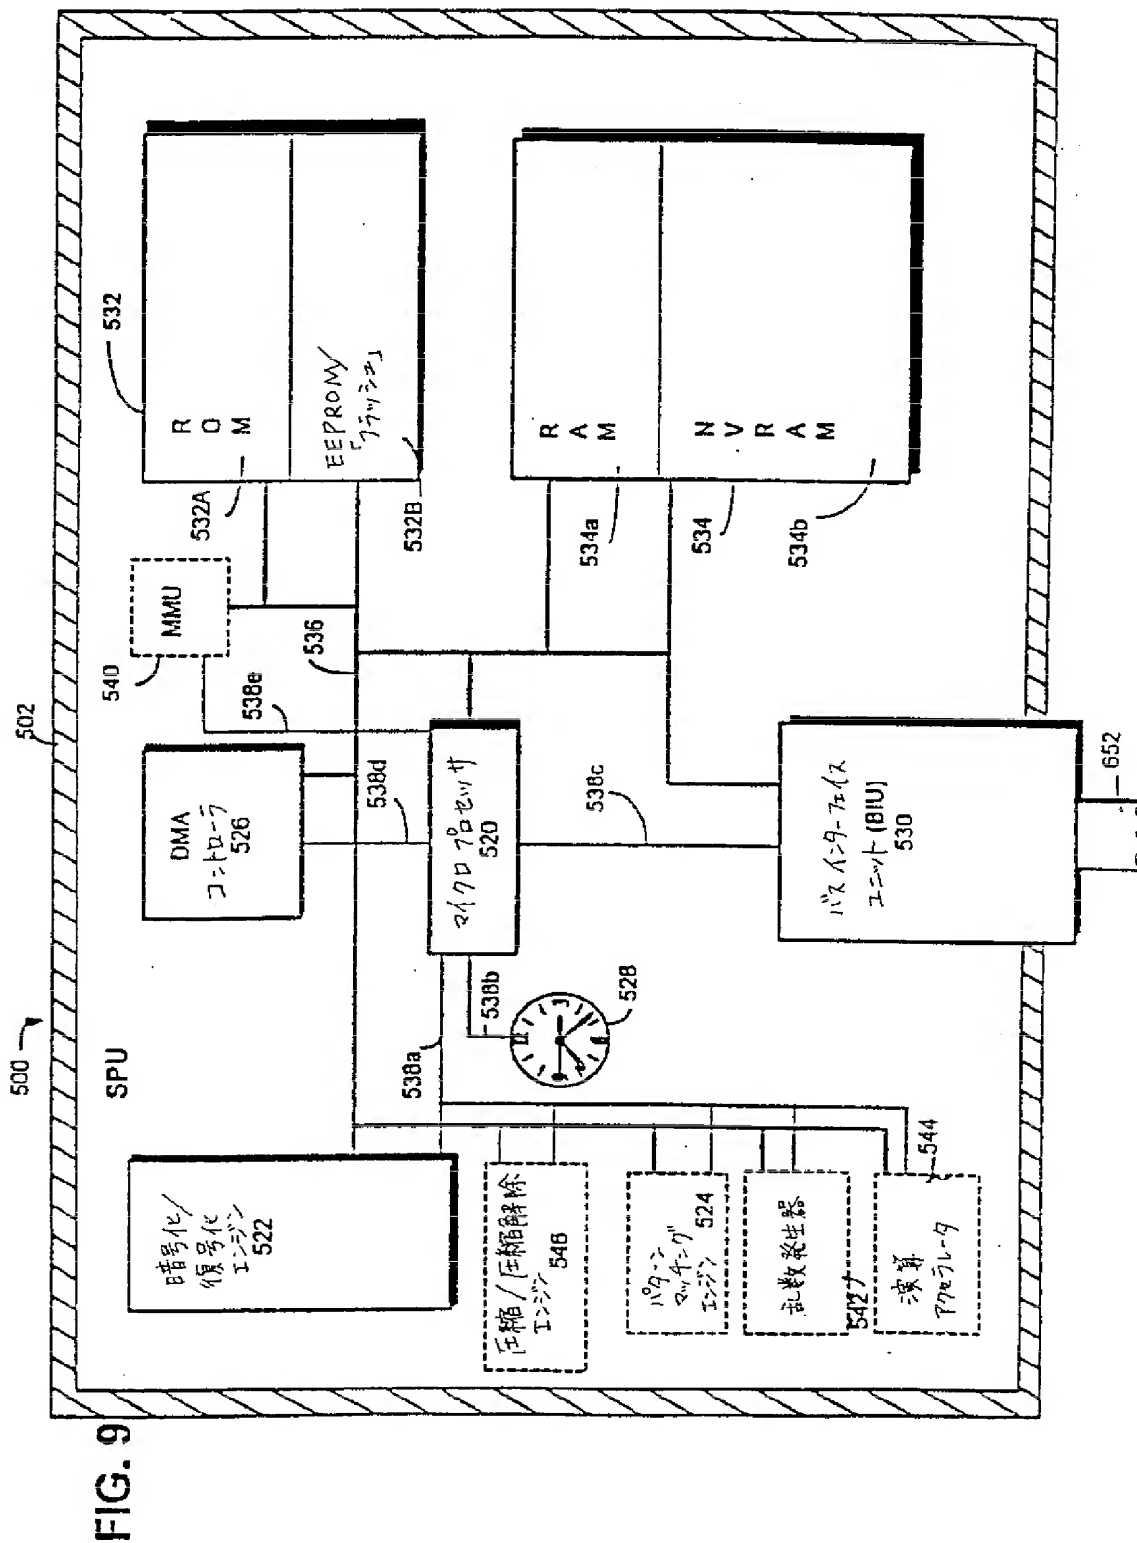 FIG. 9
500
502
SPU
暗号化/
復号化
エンジン
522
DMA
コントローラ
526
540
MMU
532
532A
R O M
EEPROM/
「フラッシュ」
532B
536
538e
538d
538a
538b
538c
マイクロプロセッサ
520
528
534a
R A M
534
N V R A M
534b
圧縮/圧縮解除
エンジン
546
パターン
マッチング
エンジン
524
乱数発生器
542
演算
アクセラレータ
544
バスインターフェイス
ユニット(BIU)
530
652